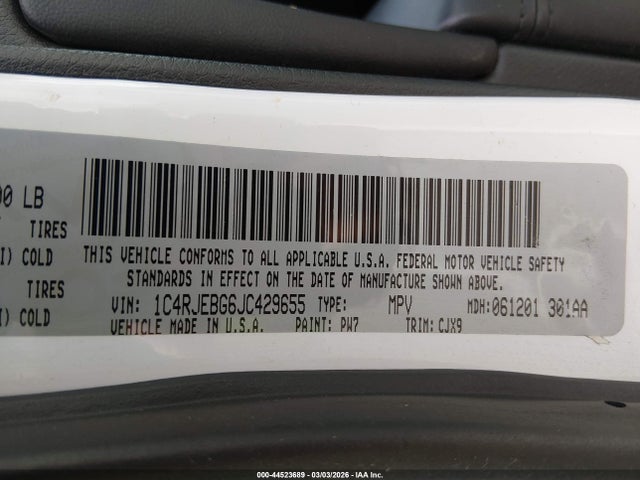 00 LB
TIRES
I) COLD
TIRES
I) COLD
THIS VEHICLE CONFORMS TO ALL APPLICABLE U.S.A. FEDERAL MOTOR VEHICLE SAFETY
STANDARDS IN EFFECT ON THE DATE OF MANUFACTURE SHOWN ABOVE.
VIN: 1C4RJEBG6JC429655 TYPE: MPV MDH: 061201 301AA
VEHICLE MADE IN U.S.A. PAINT: PW7 TRIM: CJX9
000-44523689 - 03/03/2026 - IAA Inc.